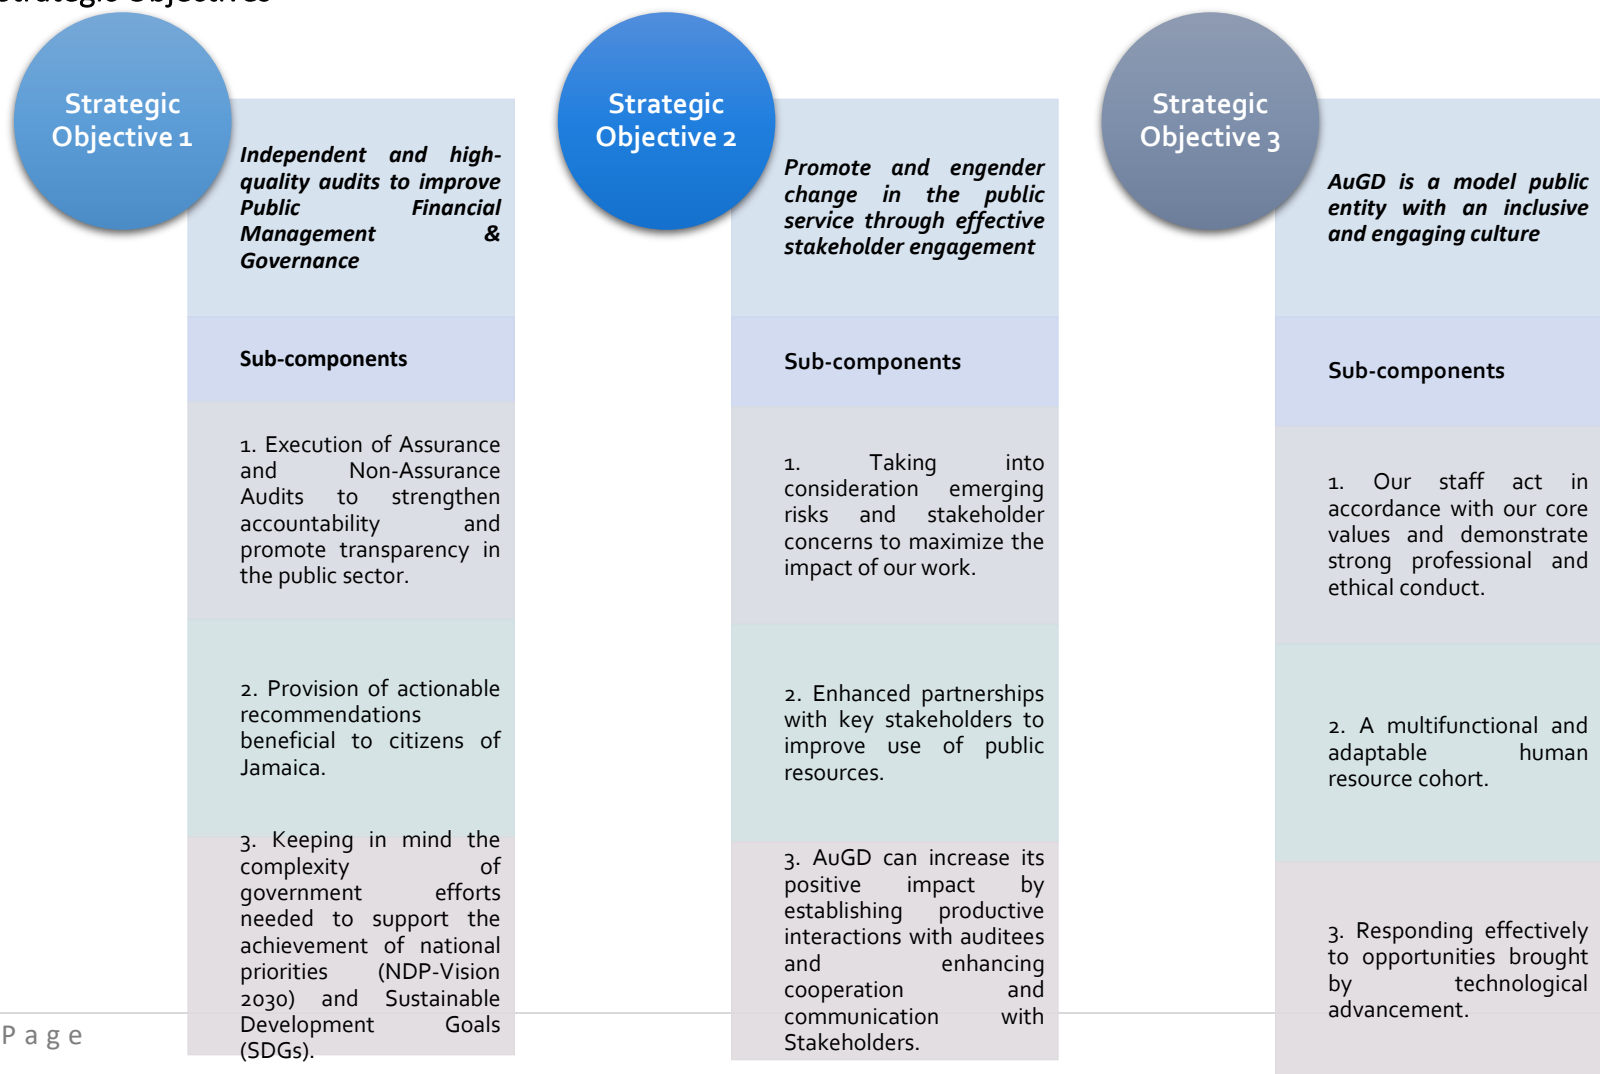 Strategic Objectives
Strategic
Objective 1
Independent and high-
quality audits to improve
Public Financial
Management &
Governance
Sub-components
1. Execution of Assurance
and Non-Assurance
Audits to strengthen
accountability and
promote transparency in
the public sector.
2. Provision of actionable
recommendations
beneficial to citizens of
Jamaica.
3. Keeping in mind the
complexity of
government efforts
needed to support the
achievement of national
priorities (NDP-Vision
2030) and Sustainable
Development Goals
(SDGs).
Strategic
Objective 2
Promote and engender
change in the public
service through effective
stakeholder engagement
Sub-components
1. Taking into
consideration emerging
risks and stakeholder
concerns to maximize the
impact of our work.
2. Enhanced partnerships
with key stakeholders to
improve use of public
resources.
3. AuGD can increase its
positive impact by
establishing productive
interactions with auditees
and enhancing
cooperation and
communication with
Stakeholders.
Strategic
Objective 3
AuGD is a model public
entity with an inclusive
and engaging culture
Sub-components
1. Our staff act in
accordance with our core
values and demonstrate
strong professional and
ethical conduct.
2. A multifunctional and
adaptable human
resource cohort.
3. Responding effectively
to opportunities brought
by technological
advancement.
Page